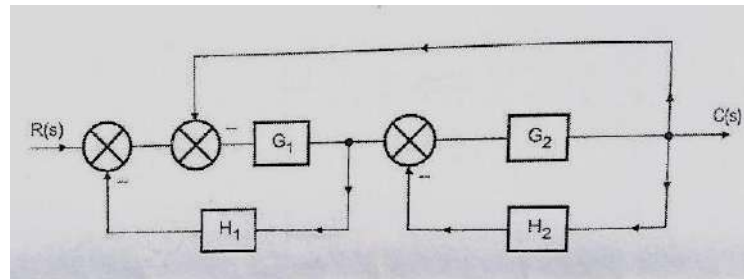 R(s)
–
G₁
G₂
C(s)
–
–
H₁
H₂